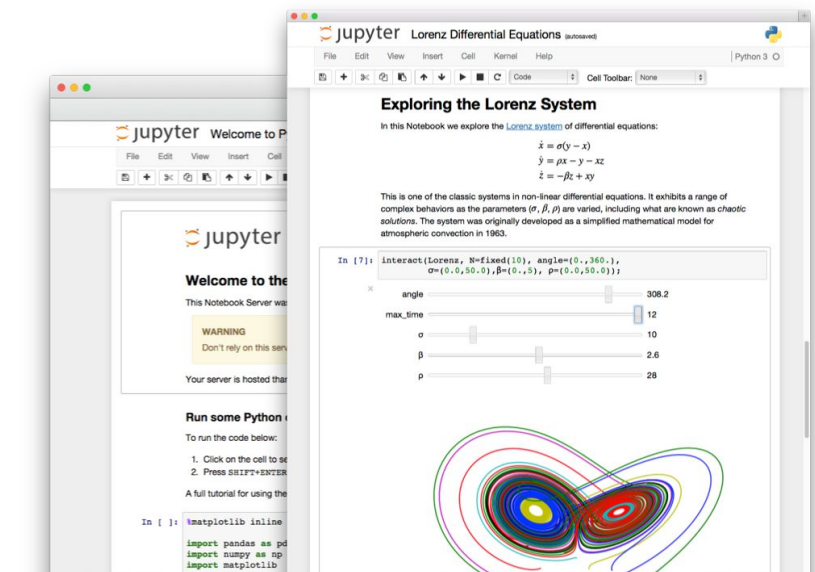 jupyter Welcome to P
File Edit View Insert Cell
jupyter
Welcome to the
This Notebook Server wa
WARNING
Don't rely on this serv
Your server is hosted than
Run some Python
To run the code below:
1. Click on the cell to se
2. Press SHIFT+ENTER
A full tutorial for using the
In [ ]: %matplotlib inline
import pandas as pd
import numpy as np
import matplotlib
jupyter Lorenz Differential Equations (autosaved)
File Edit View Insert Cell Kernel Help Python 3
Code Cell Toolbar: None
Exploring the Lorenz System
In this Notebook we explore the Lorenz system of differential equations:
ẋ = σ(y − x)
ẏ = ρx − y − xz
ż = −βz + xy
This is one of the classic systems in non-linear differential equations. It exhibits a range of
complex behaviors as the parameters (σ, β, ρ) are varied, including what are known as chaotic
solutions. The system was originally developed as a simplified mathematical model for
atmospheric convection in 1963.
In [7]: interact(Lorenz, N=fixed(10), angle=(0.,360.),
σ=(0.0,50.0),β=(0.,5), ρ=(0.0,50.0));
angle 308.2
max_time 12
σ 10
β 2.6
ρ 28